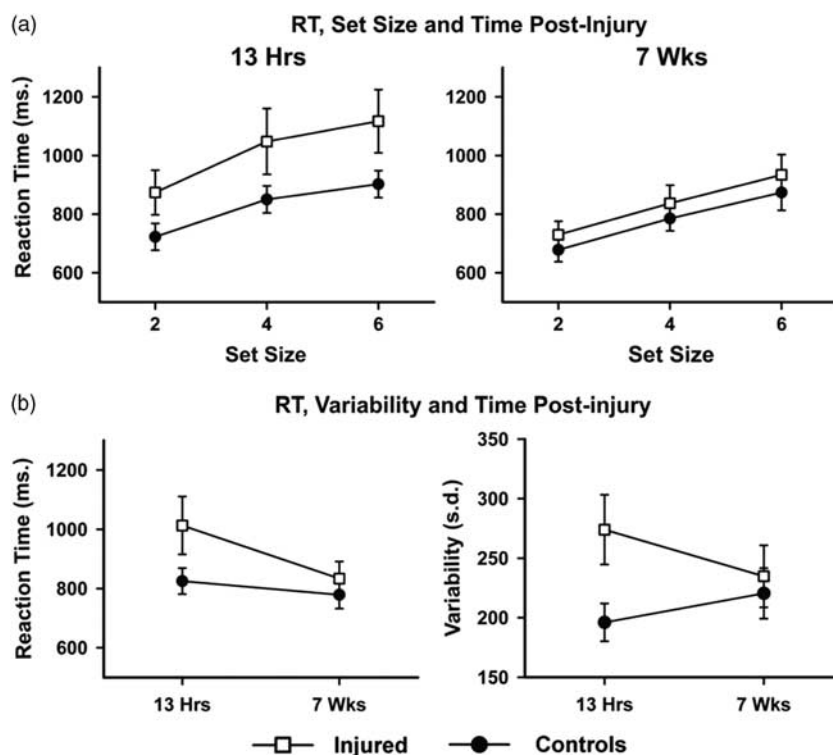 (a) RT, Set Size and Time Post-Injury
13 Hrs 7 Wks
Reaction Time (ms.)
1200
1000
800
600
2 4 6
Set Size
1200
1000
800
600
2 4 6
Set Size
(b) RT, Variability and Time Post-injury
Reaction Time (ms.)
1200
1000
800
600
13 Hrs 7 Wks
Variability (s.d.)
350
300
250
200
150
13 Hrs 7 Wks
Injured Controls